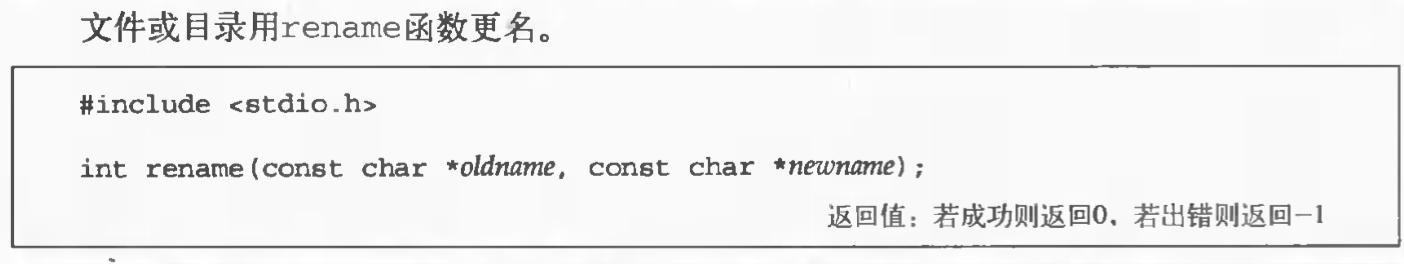 文件或目录用rename函数更名。
#include <stdio.h>
int rename(const char *oldname, const char *newname);
返回值：若成功则返回0，若出错则返回-1